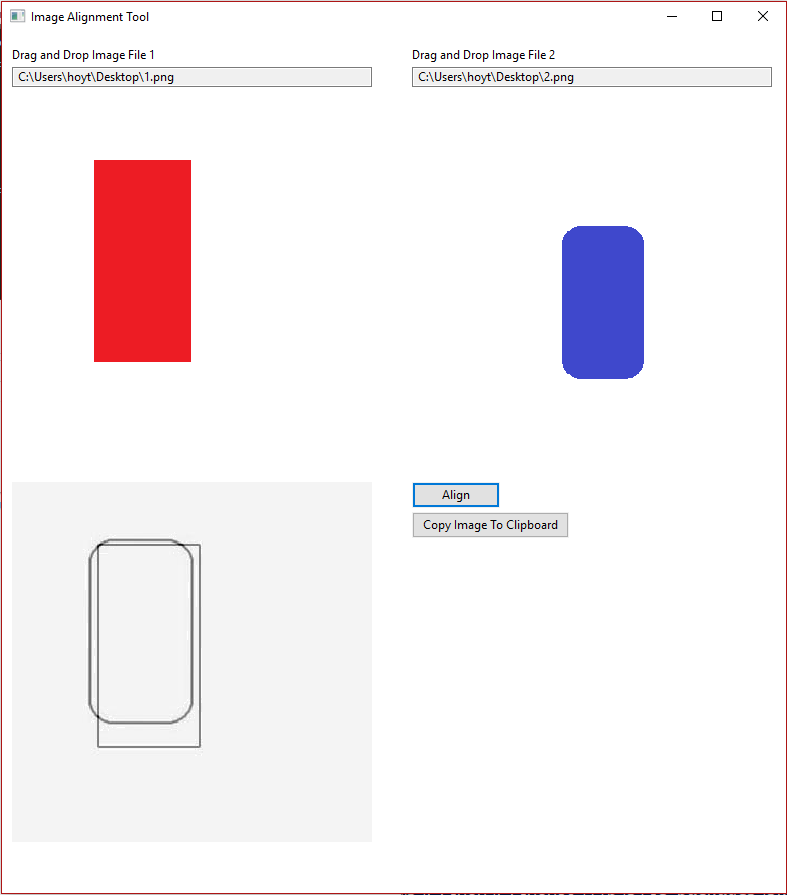 Image Alignment Tool
Drag and Drop Image File 1
Drag and Drop Image File 2
C:\Users\hoyt\Desktop\1.png
C:\Users\hoyt\Desktop\2.png
Align
Copy Image To Clipboard